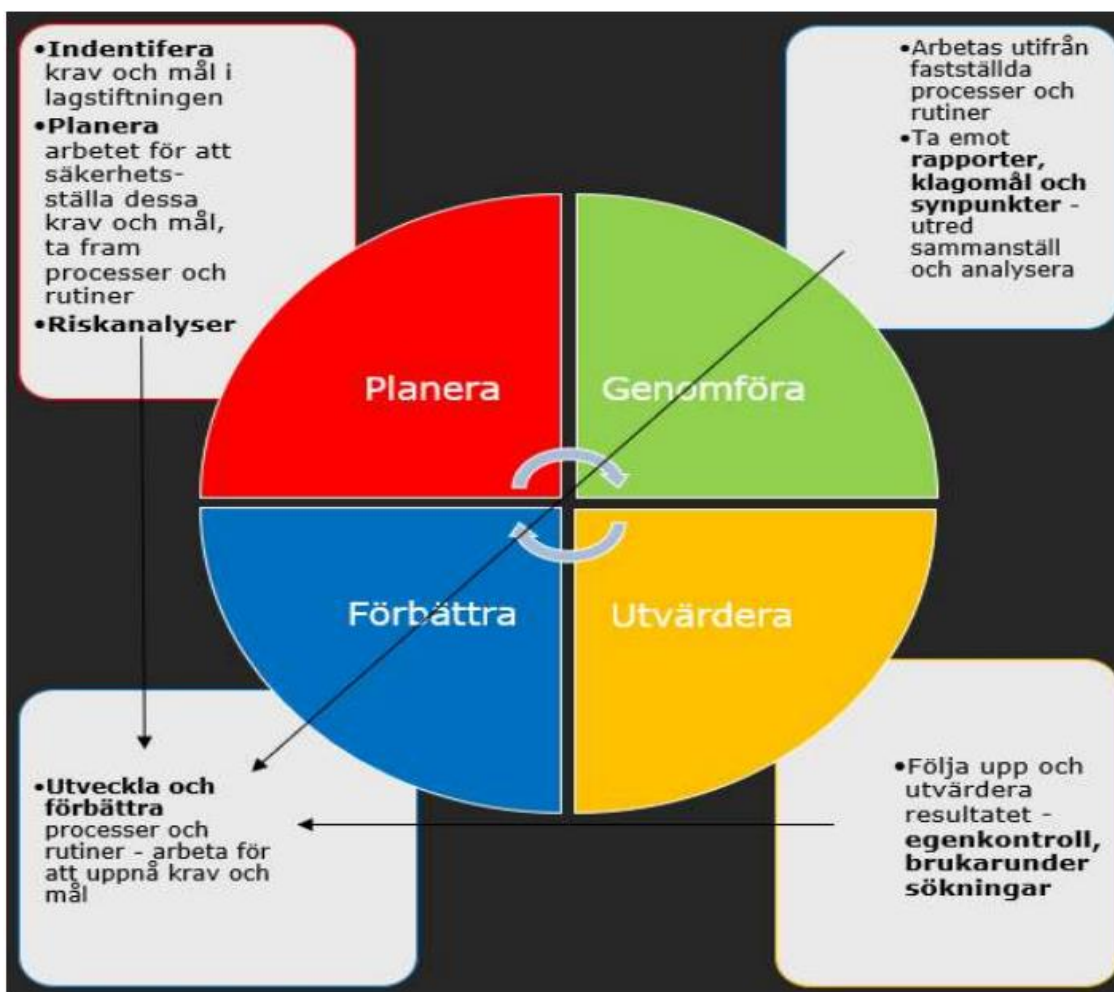 •Indentifera
krav och mål i
lagstiftningen
•Planera
arbetet för att
säkerhets-
ställa dessa
krav och mål,
ta fram
processer och
rutiner
•Riskanalyser
•Arbetas utifrån
fastställda
processer och
rutiner
•Ta emot
rapporter,
klagomål och
synpunkter -
utred
sammanställ
och analysera
Planera
Genomföra
Förbättra
Utvärdera
•Utveckla och
förbättra
processer och
rutiner - arbeta för
att uppnå krav och
mål
•Följa upp och
utvärdera
resultatet -
egenkontroll,
brukarunder
sökningar